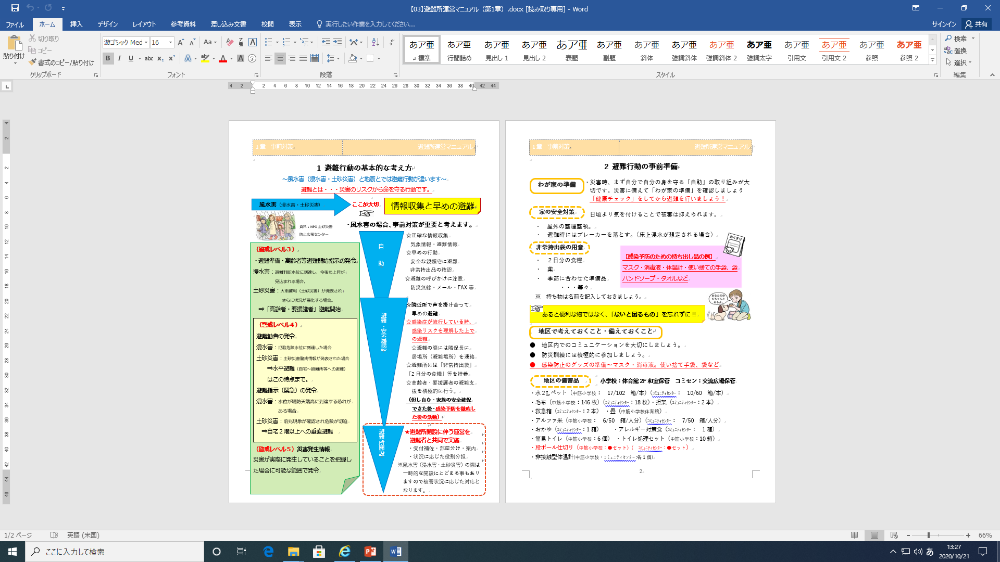 【03】避難所運営マニュアル（第1章）.docx [読み取り専用] - Word
ファイル ホーム 挿入 デザイン レイアウト 参考資料 差し込み文書 校閲 表示 実行したい作業を入力してください... サインイン 共有
貼り付け 切り取り コピー 書式のコピー/貼り付け
游ゴシック Med 16
あア亜 あア亜 あア亜 あア亜 あア亜 あア亜 あア亜 あア亜 あア亜 あア亜 あア亜 あア亜 あア亜 あア亜
標準 行間詰め 見出し 1 見出し 2 表題 副題 斜体 強調斜体 強調斜体 2 強調太字 引用文 引用文 2 参照 参照 2
検索 置換 選択
クリップボード フォント 段落 スタイル 編集
4 2 2 4 6 8 10 12 14 16 18 20 22 24 26 28 30 32 34 36 38 40 42 44
1章 事前対策 避難所運営マニュアル
1 避難行動の基本的な考え方
～風水害（浸水害・土砂災害）と地震とでは避難行動が違います～
避難とは・・・災害のリスクから命を守る行動です。
風水害（浸水害・土砂災害）
ここが大切
情報収集と早めの避難
資料：NPO 土砂災害
防止広報センター
・風水害の場合、事前対策が重要と考えます。
（警戒レベル３）
・避難準備・高齢者等避難開始指示の発令
浸水害：避難判断水位に到達し、今後も上昇が
見込まれる場合。
土砂災害：大雨警報（土砂災害）が発表され
さらに状況が悪化する場合。
⇒「高齢者・要援護者」避難開始
（警戒レベル４）
避難勧告の発令
浸水害：氾濫危険水位に到達した場合
土砂災害：土砂災害警戒情報が発表された場合
⇒水平避難（自宅～避難所等への避難）
はこの時点まで。
避難指示（緊急）の発令
浸水害：水位が堤防天端高に到達する恐れが
ある場合
土砂災害：前兆現象が確認され危険が切迫
⇒自宅２階以上への垂直避難
（警戒レベル５）災害発生情報
災害が実際に発生していることを把握し
た場合に可能な範囲で発令
自助
☆正確な情報収集
気象情報・避難情報
☆早めの行動
安全な親類宅に避難
非常持出品の確認
☆避難の呼びかけに注意
防災無線・メール・FAX 等
避難・安否確認
☆隣近所で声を掛け合って
早めの避難
☆感染症が流行している時、
感染リスクを理解した上で
の避難
☆避難の際には隣保長に
居場所（避難場所）を連絡
☆避難所には「非常持出袋」
「2 日分の食糧」等を持参
☆高齢者・要援護者の避難支
援を積極的に行う。
（但し自身・家族の安全確保
できた後・感染予防を徹底し
た後の活動）
避難所開設
★避難所開設に伴う運営を
避難者と共同で実施
・受付補佐・部屋分け・案内
・状況に応じた役割分担
※風水害（浸水害・土砂災害）の際は
一時的な開設にとどまる事もあり
ますので被害状況に応じた対応と
なります。
1章 事前対策 避難所運営マニュアル
2 避難行動の事前準備
わが家の準備
・災害時、まず自分で自分の身を守る「自助」の取り組みが大
切です。災害に備えて「わが家の準備」を確認しましょう
「健康チェック」をしてから避難を行いましょう！
家の安全対策
日頃より気を付けることで被害は抑えられます。
・ 屋外の整理整頓。
・ 避難時にはブレーカーを落とす。（床上浸水が想定される場合）
おくすり
非常持出袋の用意
・ ２日分の食糧
・ 薬
・ 季節に合わせた準備品
・・・等々
【感染予防のための持ち出し品の例】
マスク・消毒液・体温計・使い捨ての手袋、袋
ハンドソープ・タオルなど
※ 持ち物は名前を記入しておきましょう。
あなたの分もちゃんとあるよ
あると便利な物ではなく、「ないと困るもの」を忘れずに‼
地区で考えておくこと・備えておくこと
● 地区内でのコミュニケーションを大切にしましょう。
● 防災訓練には積極的に参加しましょう。
● 感染防止のグッズの準備～マスク・消毒液。使い捨て手袋、袋など
地区の備蓄品
小学校：体育館 2F 和室保管 コミセン：交流広場保管
・水２Lペット（中筋小学校： 17/102 箱/本）（ｺﾐｭﾆﾃｨｾﾝﾀｰ： 10/60 箱/本）
・毛布（中筋小学校：146 枚）（ｺﾐｭﾆﾃｨｾﾝﾀｰ：18 枚）・担架（ｺﾐｭﾆﾃｨｾﾝﾀｰ：2 本）
・救急箱（ｺﾐｭﾆﾃｨｾﾝﾀｰ：2 本） ・畳（中筋小学校体育館）
・アルファ米（中筋小学校： 6/50 箱/人分）（ｺﾐｭﾆﾃｨｾﾝﾀｰ： 7/50 箱/人分）
・おかゆ（ｺﾐｭﾆﾃｨｾﾝﾀｰ：1 箱） ・アレルギー対策食（ｺﾐｭﾆﾃｨｾﾝﾀｰ： 1 箱）
・簡易トイレ（中筋小学校：6 個） ・トイレ処理セット（中筋小学校：10 箱）
・段ボール仕切り（中筋小学校：●セット）（ ｺﾐｭﾆﾃｨｾﾝﾀｰ：●セット）
・非接触型体温計(中筋小学校・ｺﾐｭﾆﾃｨｾﾝﾀｰ:各 1 個)
2
1/2 ページ 英語 (米国) 66%
ここに入力して検索
あ 13:27
2020/10/21